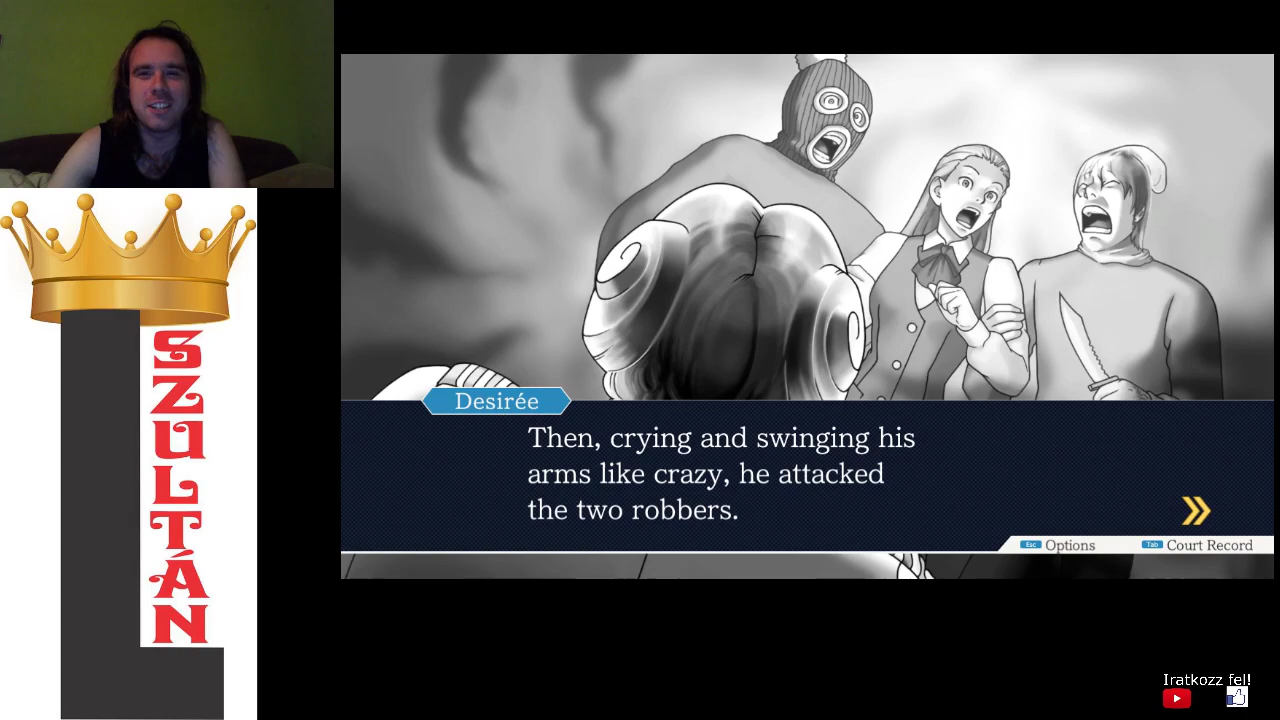 L
SZULTÁN
Desirée
Then, crying and swinging his
arms like crazy, he attacked
the two robbers.
Esc Options Tab Court Record
Iratkozz fel!